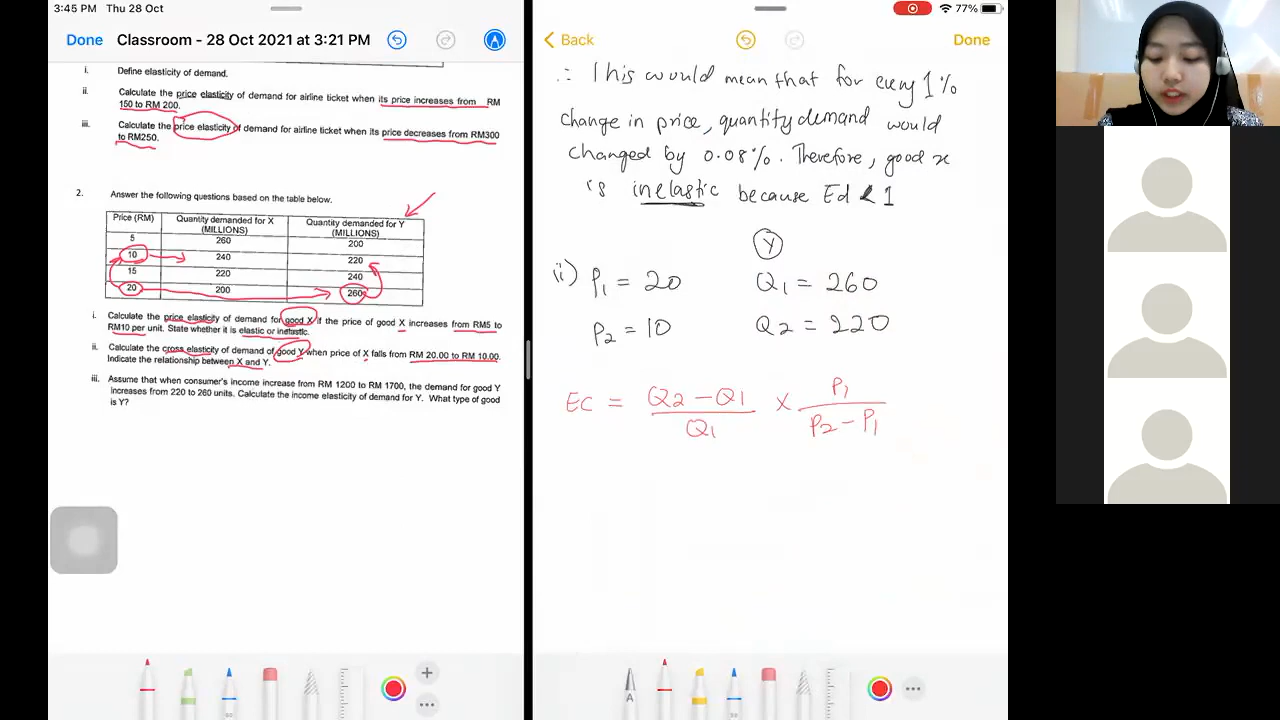 3:45 PM Thu 28 Oct
77%
Done
Classroom - 28 Oct 2021 at 3:21 PM
Back
Done
i. Define elasticity of demand.
ii. Calculate the price elasticity of demand for airline ticket when its price increases from RM
150 to RM 200.
iii. Calculate the price elasticity of demand for airline ticket when its price decreases from RM300
to RM250.
2. Answer the following questions based on the table below.
Price (RM) Quantity demanded for X (MILLIONS) Quantity demanded for Y (MILLIONS)
5 260 200
10 240 220
15 220 240
20 200 260
i. Calculate the price elasticity of demand for good X if the price of good X increases from RM5 to
RM10 per unit. State whether it is elastic or inelastic.
ii. Calculate the cross elasticity of demand of good Y when price of X falls from RM 20.00 to RM 10.00.
Indicate the relationship between X and Y.
iii. Assume that when consumer's income increase from RM 1200 to RM 1700, the demand for good Y
increases from 220 to 260 units. Calculate the income elasticity of demand for Y. What type of good
is Y?
∴ This would mean that for every 1%
change in price, quantity demand would
changed by 0.08%. Therefore, good x
is inelastic because Ed < 1
Y
ii) P1 = 20 Q1 = 260
P2 = 10 Q2 = 220
EC = Q2 - Q1 / Q1 × P1 / P2 - P1
A